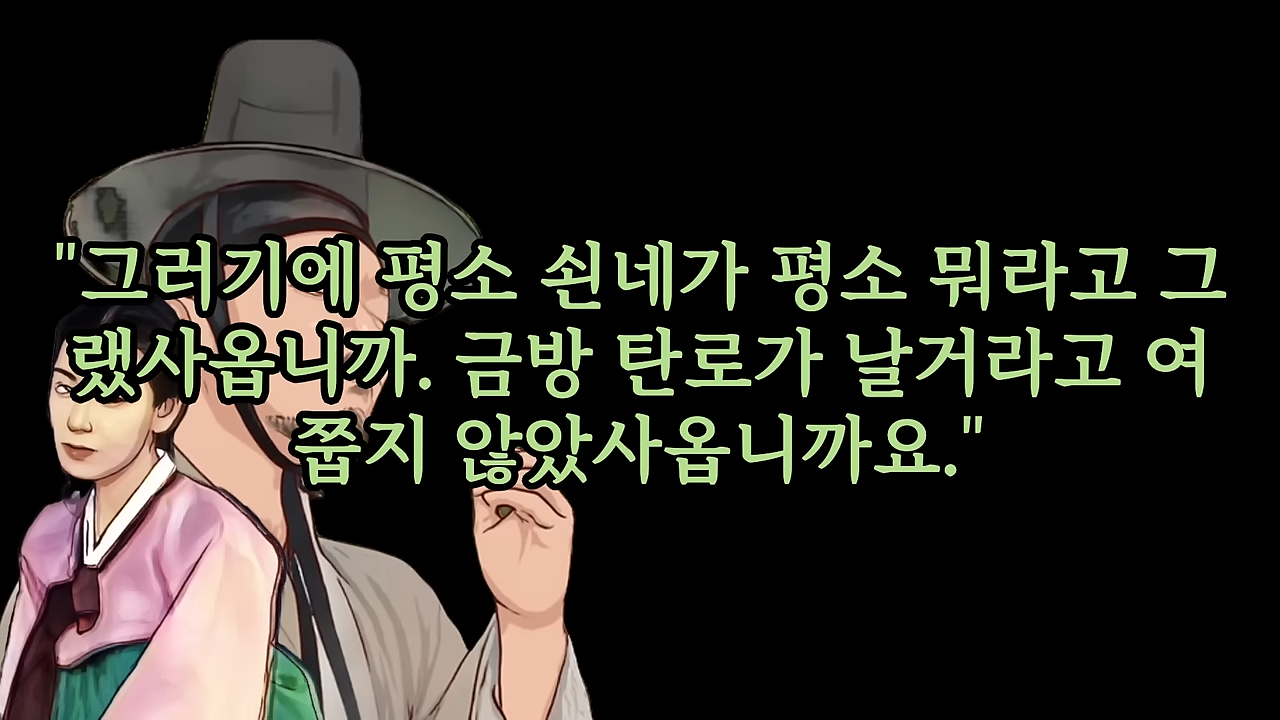 "그러기에 평소 쇤네가 평소 뭐라고 그
랬사옵니까. 금방 탄로가 날거라고 여
쭙지 않았사옵니까요."